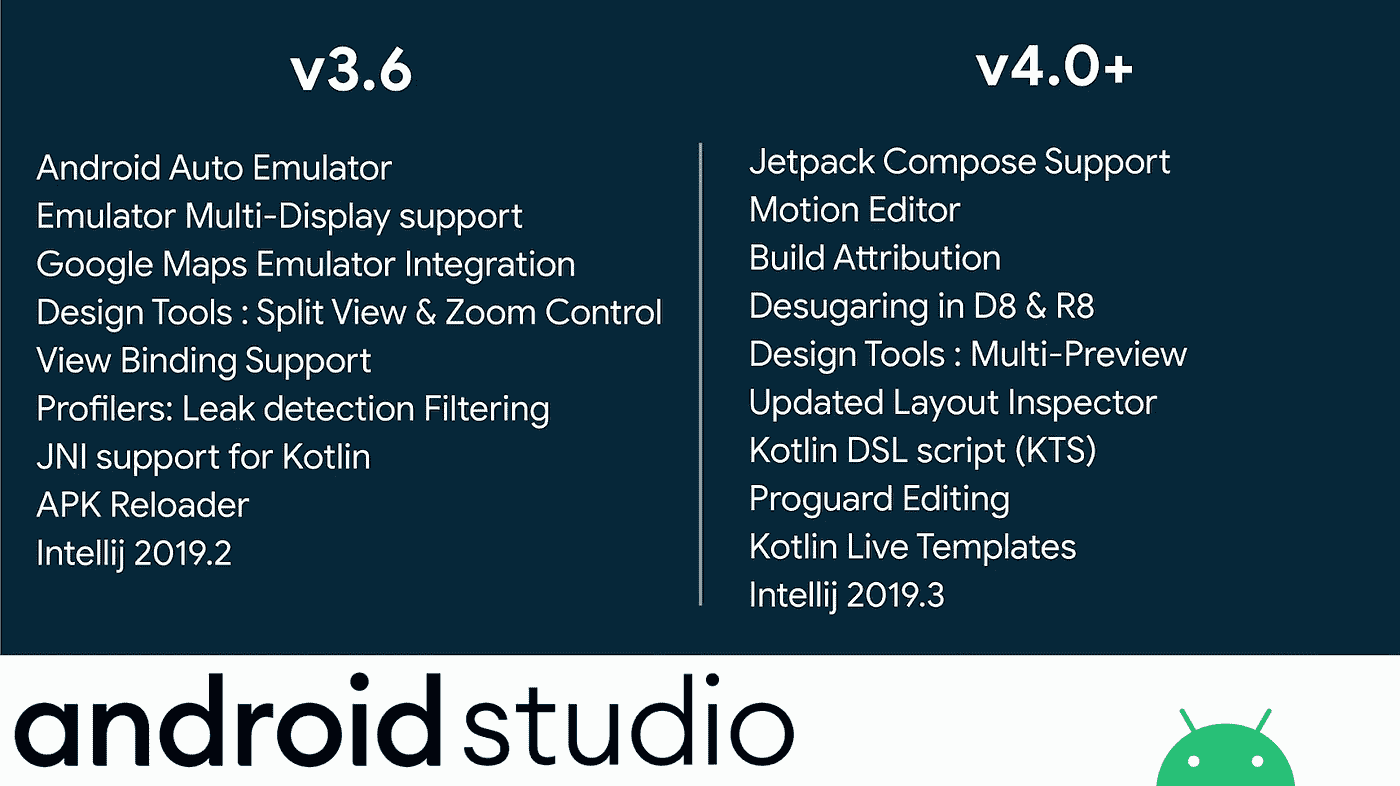 v3.6
Android Auto Emulator
Emulator Multi-Display support
Google Maps Emulator Integration
Design Tools : Split View & Zoom Control
View Binding Support
Profilers: Leak detection Filtering
JNI support for Kotlin
APK Reloader
Intellij 2019.2
v4.0+
Jetpack Compose Support
Motion Editor
Build Attribution
Desugaring in D8 & R8
Design Tools : Multi-Preview
Updated Layout Inspector
Kotlin DSL script (KTS)
Proguard Editing
Kotlin Live Templates
Intellij 2019.3
android studio